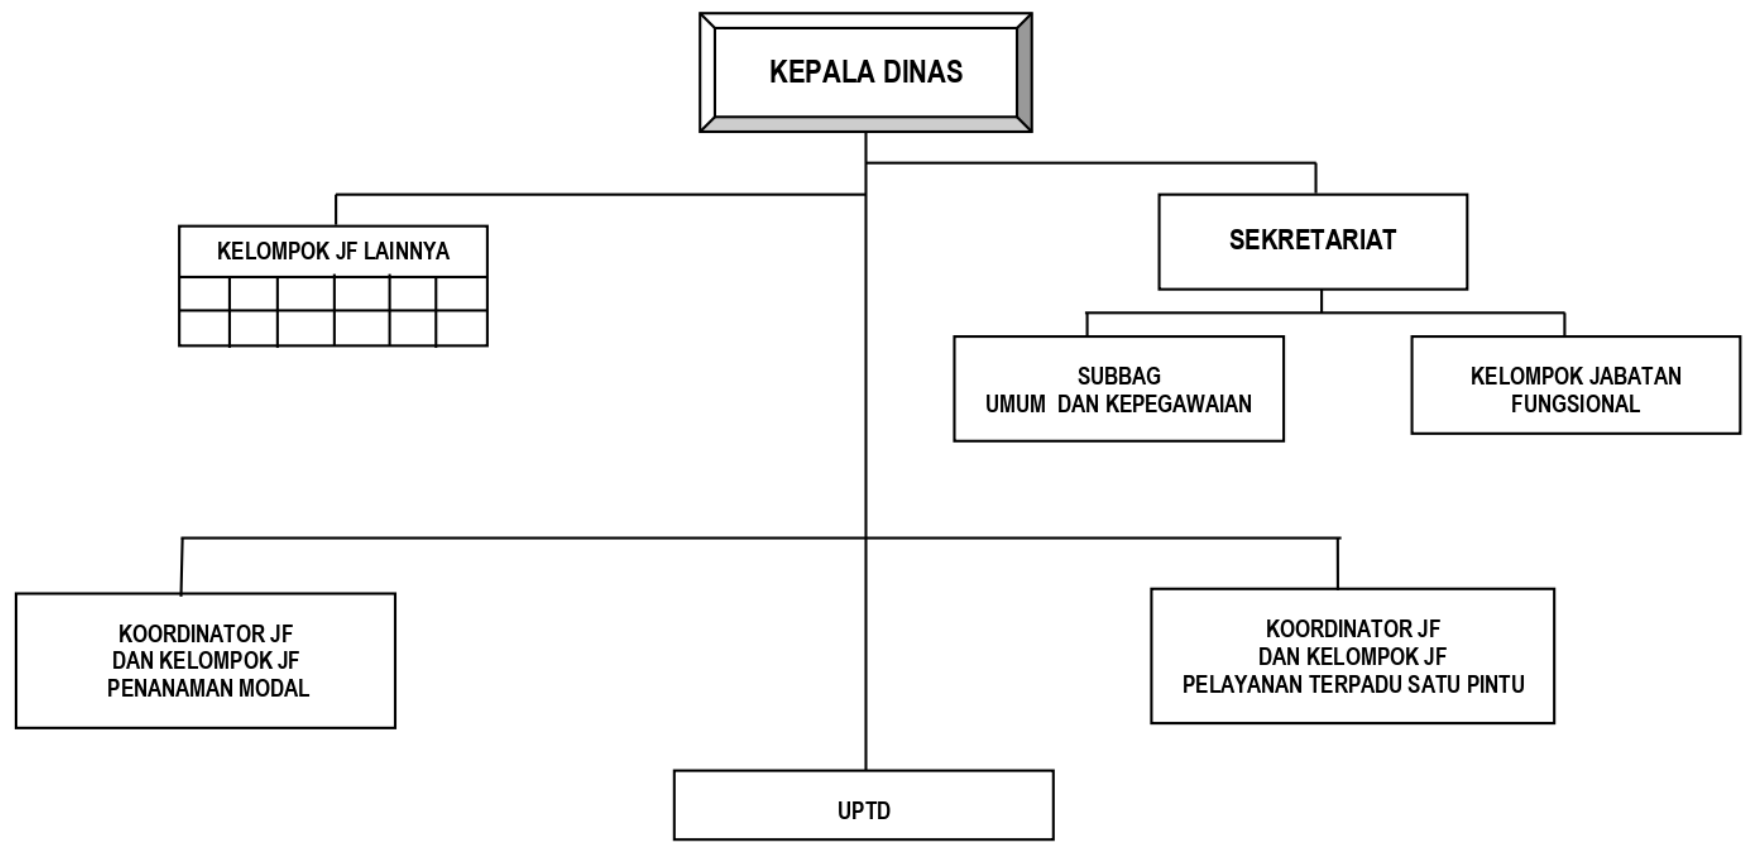 KEPALA DINAS
KELOMPOK JF LAINNYA
SEKRETARIAT
SUBBAG
UMUM DAN KEPEGAWAIAN
KELOMPOK JABATAN
FUNGSIONAL
KOORDINATOR JF
DAN KELOMPOK JF
PENANAMAN MODAL
KOORDINATOR JF
DAN KELOMPOK JF
PELAYANAN TERPADU SATU PINTU
UPTD